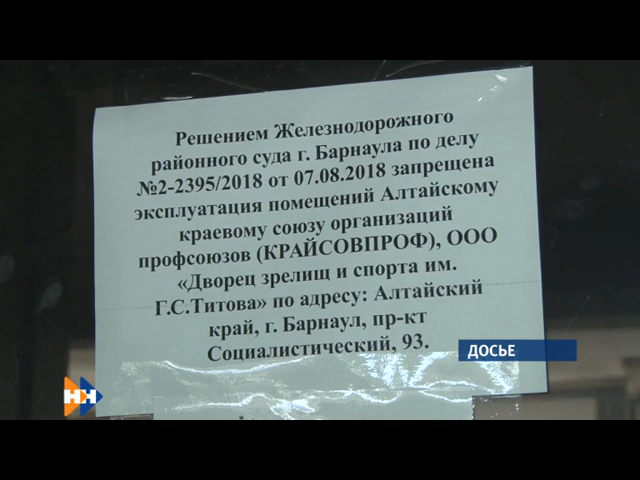 Решением Железнодорожного
районного суда г. Барнаула по делу
№2-2395/2018 от 07.08.2018 запрещена
эксплуатация помещений Алтайскому
краевому союзу организаций
профсоюзов (КРАЙСОВПРОФ), ООО
«Дворец зрелищ и спорта им.
Г.С.Титова» по адресу: Алтайский
край, г. Барнаул, пр-кт
Социалистический, 93.
ДОСЬЕ
НН